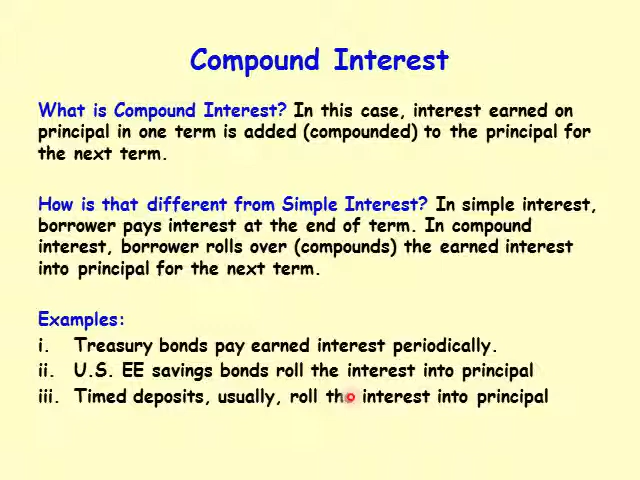 Compound Interest
What is Compound Interest? In this case, interest earned on
principal in one term is added (compounded) to the principal for
the next term.
How is that different from Simple Interest? In simple interest,
borrower pays interest at the end of term. In compound
interest, borrower rolls over (compounds) the earned interest
into principal for the next term.
Examples:
i. Treasury bonds pay earned interest periodically.
ii. U.S. EE savings bonds roll the interest into principal
iii. Timed deposits, usually, roll the interest into principal